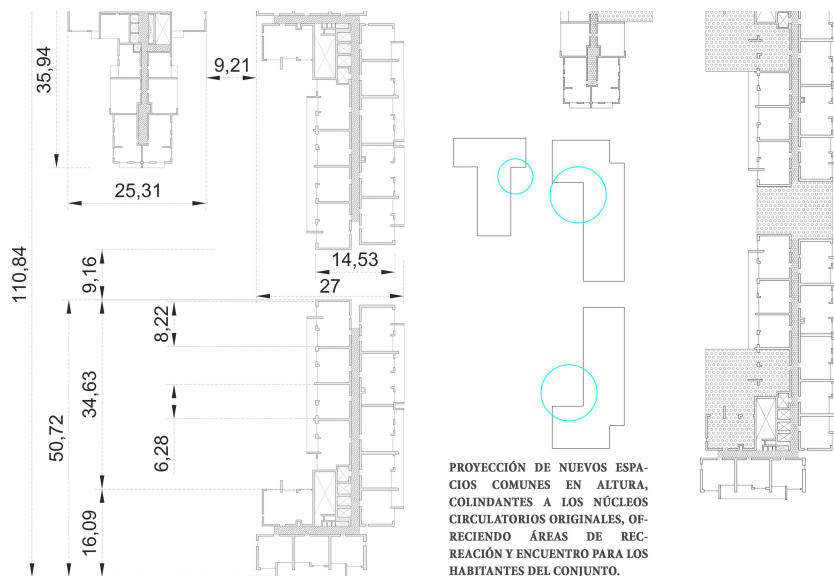 35,94
9,21
25,31
110,84
9,16
14,53
27
8,22
34,63
50,72
6,28
16,09
PROYECCIÓN DE NUEVOS ESPA-
CIOS COMUNES EN ALTURA,
COLINDANTES A LOS NÚCLEOS
CIRCULATORIOS ORIGINALES, OF-
RECIENDO ÁREAS DE REC-
REACIÓN Y ENCUENTRO PARA LOS
HABITANTES DEL CONJUNTO.